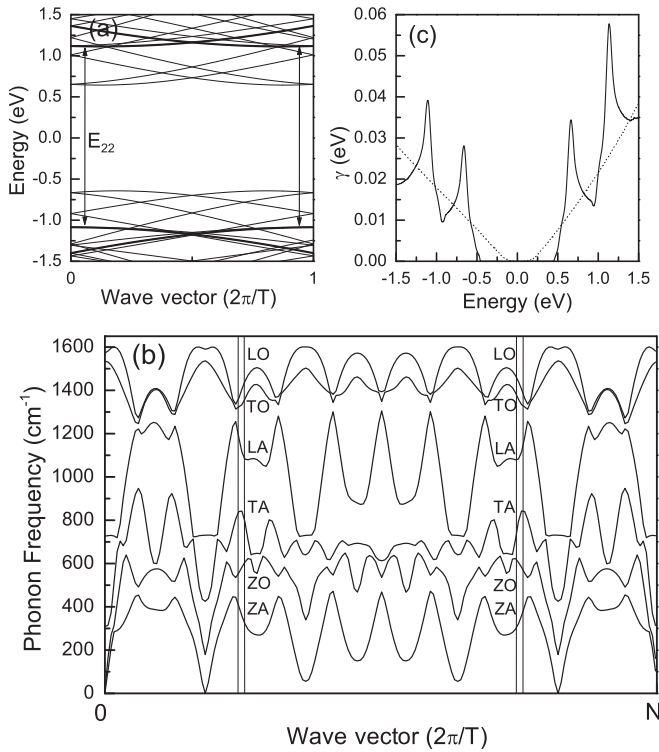 (a)
Energy (eV)
1.5
1.0
0.5
0.0
-0.5
-1.0
-1.5
E22
0
1
Wave vector (2π/T)
(c)
γ (eV)
0.06
0.05
0.04
0.03
0.02
0.01
0.00
-1.5 -1.0 -0.5 0.0 0.5 1.0 1.5
Energy (eV)
(b)
Phonon Frequency (cm⁻¹)
1600
1400
1200
1000
800
600
400
200
0
LO LO
TO TO
LA LA
TA TA
ZO ZO
ZA ZA
0 N
Wave vector (2π/T)